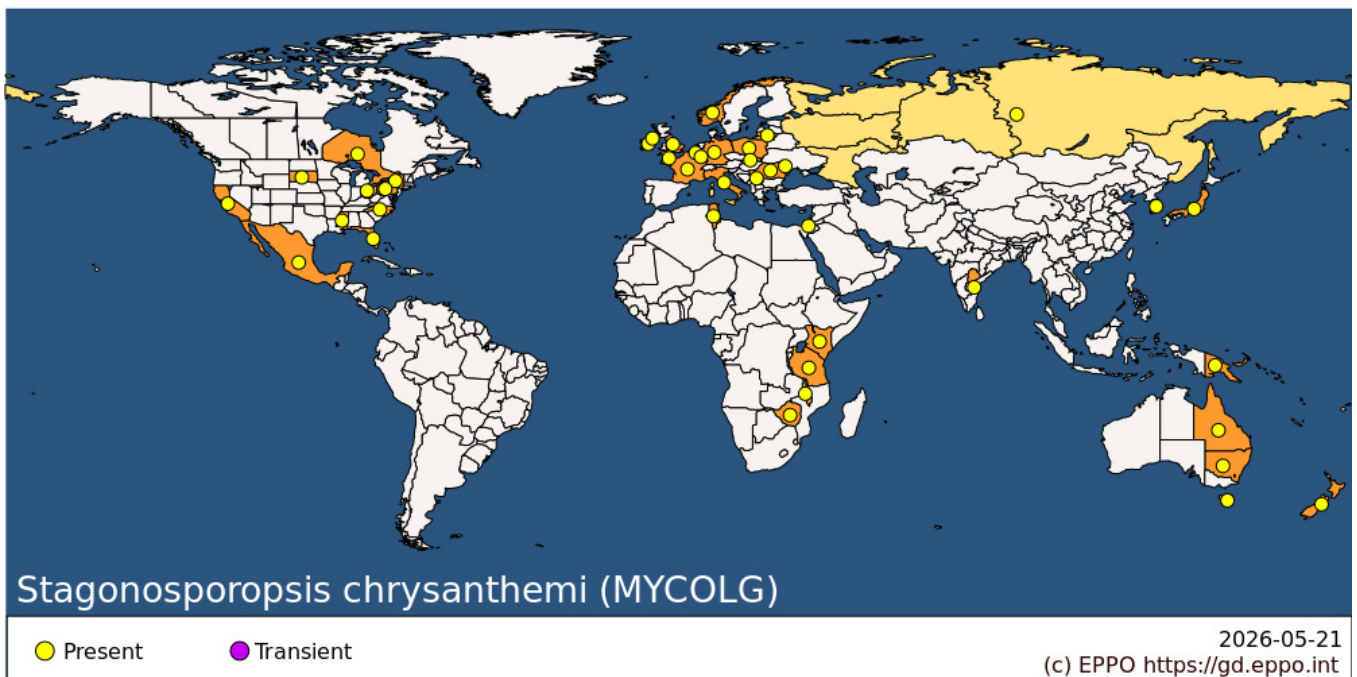 Stagonosporopsis chrysanthemi (MYCOLG)
Present
Transient
2026-05-21
(c) EPPO https://gd.eppo.int